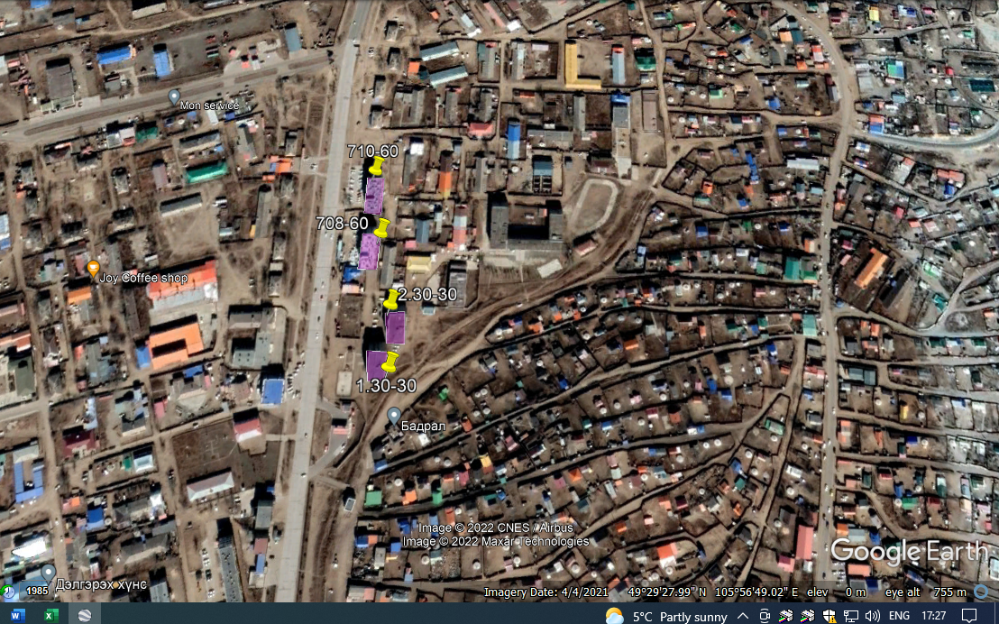 Mon service
710-60
708-60
Joy Coffee shop
2.30-30
1.30-30
Бадрал
Image © 2022 CNES / Airbus
Image © 2022 Maxar Technologies
Google Earth
Дэлгэрэх хүнс
1985
Imagery Date: 4/4/2021 49°29'27.99" N 105°56'49.02" E elev 0 m eye alt 755 m
5°C Partly sunny ENG 17:27